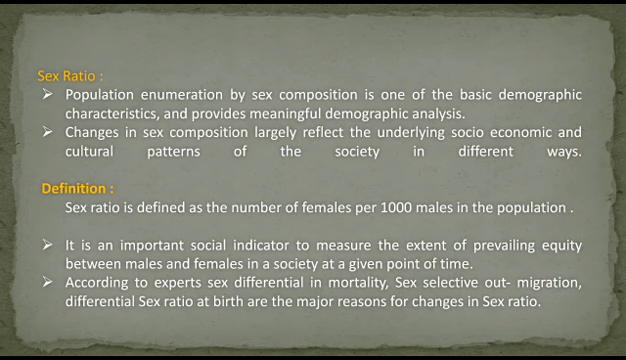 Sex Ratio :
➢ Population enumeration by sex composition is one of the basic demographic
characteristics, and provides meaningful demographic analysis.
➢ Changes in sex composition largely reflect the underlying socio economic and
cultural patterns of the society in different ways.
Definition :
Sex ratio is defined as the number of females per 1000 males in the population .
➢ It is an important social indicator to measure the extent of prevailing equity
between males and females in a society at a given point of time.
➢ According to experts sex differential in mortality, Sex selective out- migration,
differential Sex ratio at birth are the major reasons for changes in Sex ratio.